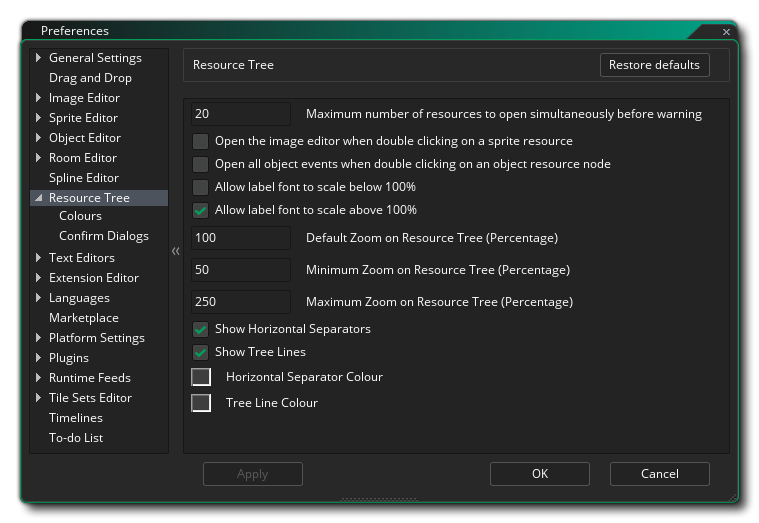 Preferences
General Settings
Drag and Drop
Image Editor
Sprite Editor
Object Editor
Room Editor
Spline Editor
Resource Tree
Colours
Confirm Dialogs
Text Editors
Extension Editor
Languages
Marketplace
Platform Settings
Plugins
Runtime Feeds
Tile Sets Editor
Timelines
To-do List
Resource Tree
Restore defaults
20 Maximum number of resources to open simultaneously before warning
Open the image editor when double clicking on a sprite resource
Open all object events when double clicking on an object resource node
Allow label font to scale below 100%
Allow label font to scale above 100%
100 Default Zoom on Resource Tree (Percentage)
50 Minimum Zoom on Resource Tree (Percentage)
250 Maximum Zoom on Resource Tree (Percentage)
Show Horizontal Separators
Show Tree Lines
Horizontal Separator Colour
Tree Line Colour
Apply
OK
Cancel